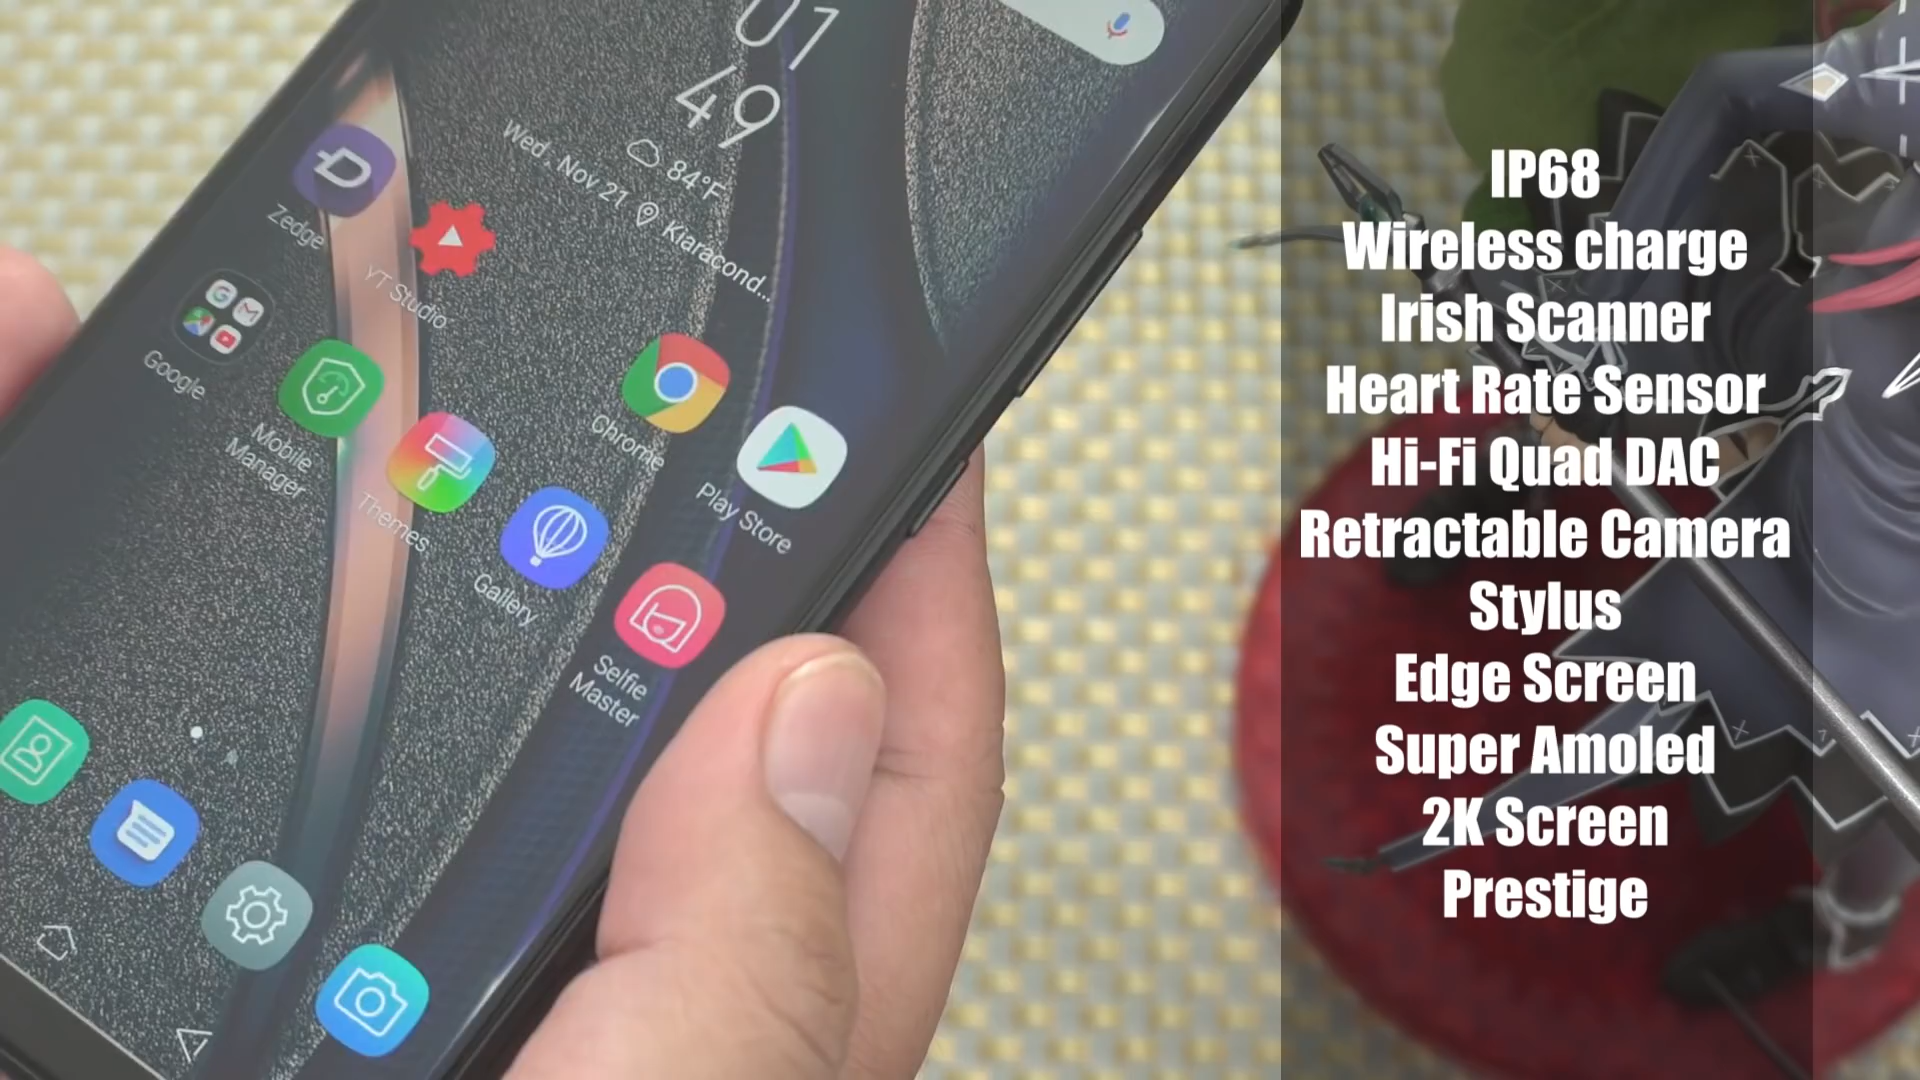 01
49
84°F
Wed, Nov 21 Kiaracond...
Zedge
YT Studio
Google
Mobile
Manager
Themes
Gallery
Selfie
Master
Chrome
Play Store
IP68
Wireless charge
Irish Scanner
Heart Rate Sensor
Hi-Fi Quad DAC
Retractable Camera
Stylus
Edge Screen
Super Amoled
2K Screen
Prestige